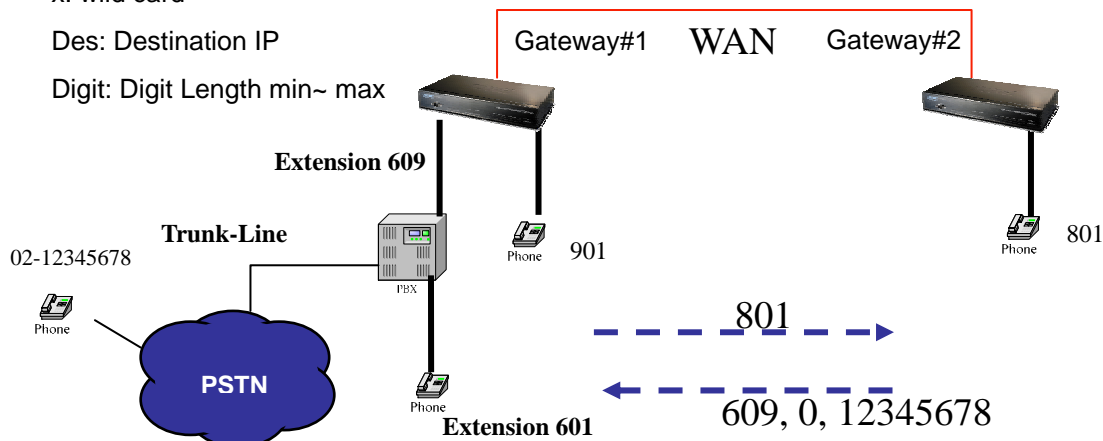 Des: Destination IP
Digit: Digit Length min~ max
Gateway#1
WAN
Gateway#2
Extension 609
Trunk-Line
02-12345678
Phone
PBX
Phone
901
Phone
801
801
PSTN
Phone
Extension 601
609, 0, 12345678